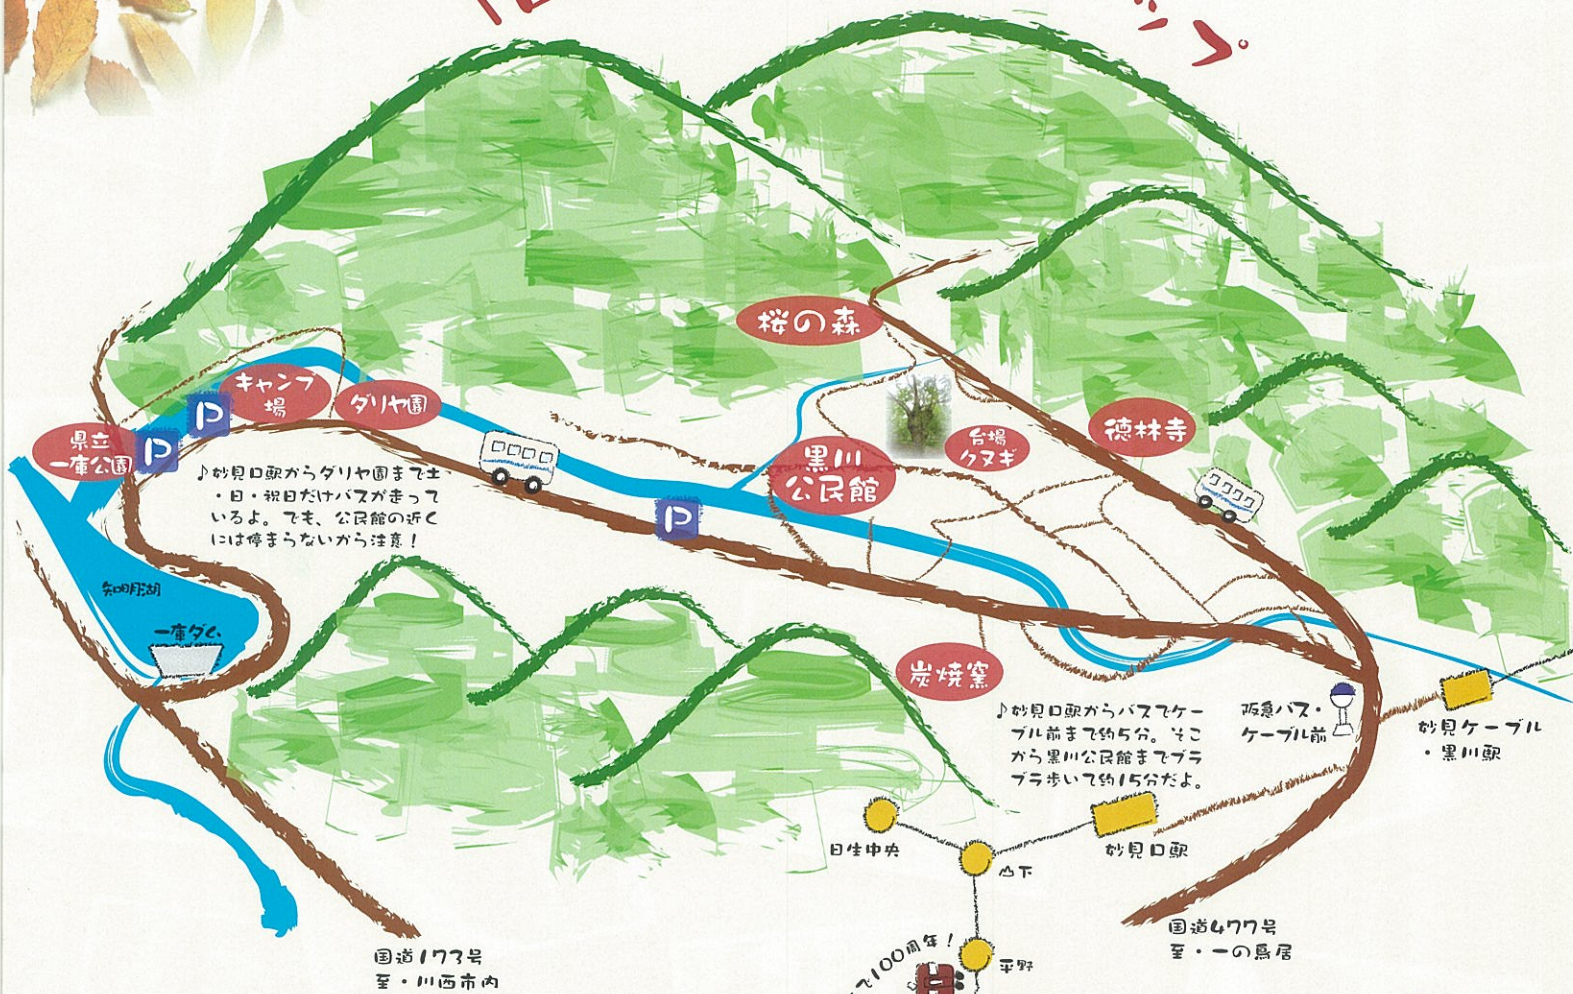 ップ。
桜の森
キャンプ
場
ダリヤ園
P
P
県立
一庫公園
徳林寺
台場
クヌギ
黒川
公民館
P
♪妙見口駅からダリヤ園まで土
・日・祝日だけバスが走って
いるよ。でも、公民館の近く
には停まらないから注意！
知明湖
一庫ダム
炭焼窯
♪妙見口駅からバスでケー
ブル前まで約5分。そこ
から黒川公民館までブラ
ブラ歩いて約15分だよ。
阪急バス・
ケーブル前
妙見ケーブル
・黒川駅
日生中央
山下
妙見口駅
平野
で100周年！
国道173号
至・川西市内
国道477号
至・一の鳥居